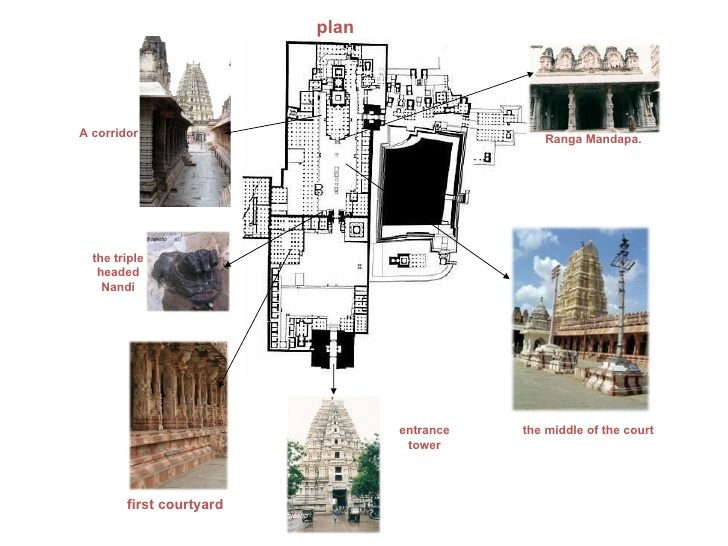 plan
A corridor
Ranga Mandapa.
the triple
headed
Nandi
entrance
tower
the middle of the court
first courtyard